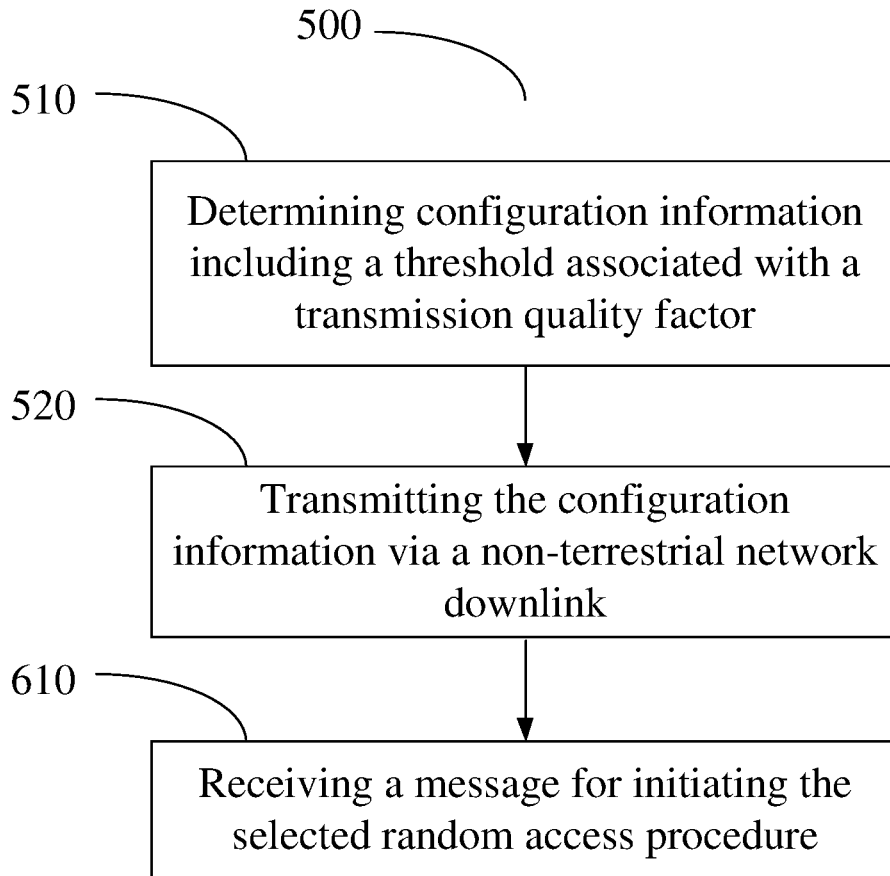 500
510
Determining configuration information
including a threshold associated with a
transmission quality factor
520
Transmitting the configuration
information via a non-terrestrial network
downlink
610
Receiving a message for initiating the
selected random access procedure